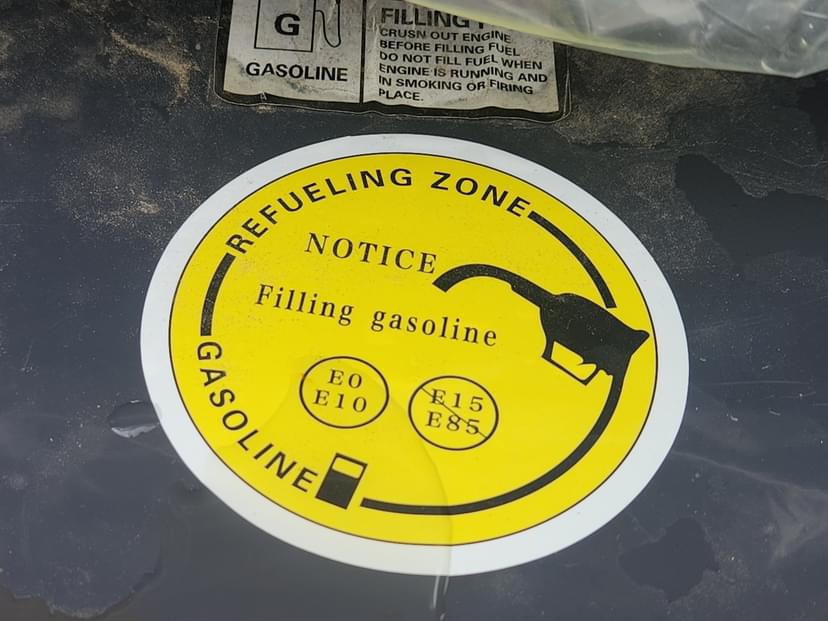 G
GASOLINE
FILLING
CRUSH OUT ENGINE
BEFORE FILLING FUEL
DO NOT FILL FUEL WHEN
ENGINE IS RUNNING AND
IN SMOKING OR FIRING
PLACE.
REFUELING ZONE
NOTICE
Filling gasoline
E0
E10
E15
E85
GASOLINE